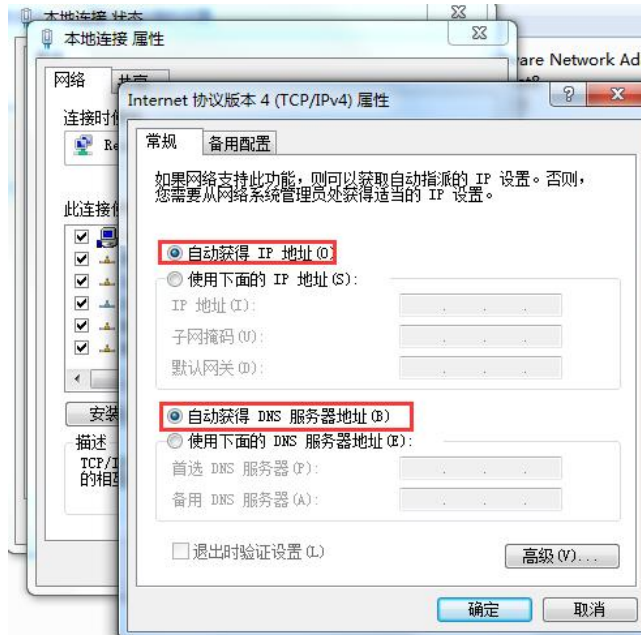 本地连接 状态
本地连接 属性
are Network Ad
网络
共享
Internet 协议版本 4 (TCP/IPv4) 属性
连接时
常规
备用配置
如果网络支持此功能，则可以获取自动指派的 IP 设置。否则，
您需要从网络系统管理员处获得适当的 IP 设置。
此连接
自动获得 IP 地址(O)
使用下面的 IP 地址(S):
IP 地址(I):
子网掩码(U):
默认网关(D):
安装
自动获得 DNS 服务器地址(B)
使用下面的 DNS 服务器地址(E):
描述
TCP/I
的相互
首选 DNS 服务器(P):
备用 DNS 服务器(A):
退出时验证设置(L)
高级(V)...
确定
取消